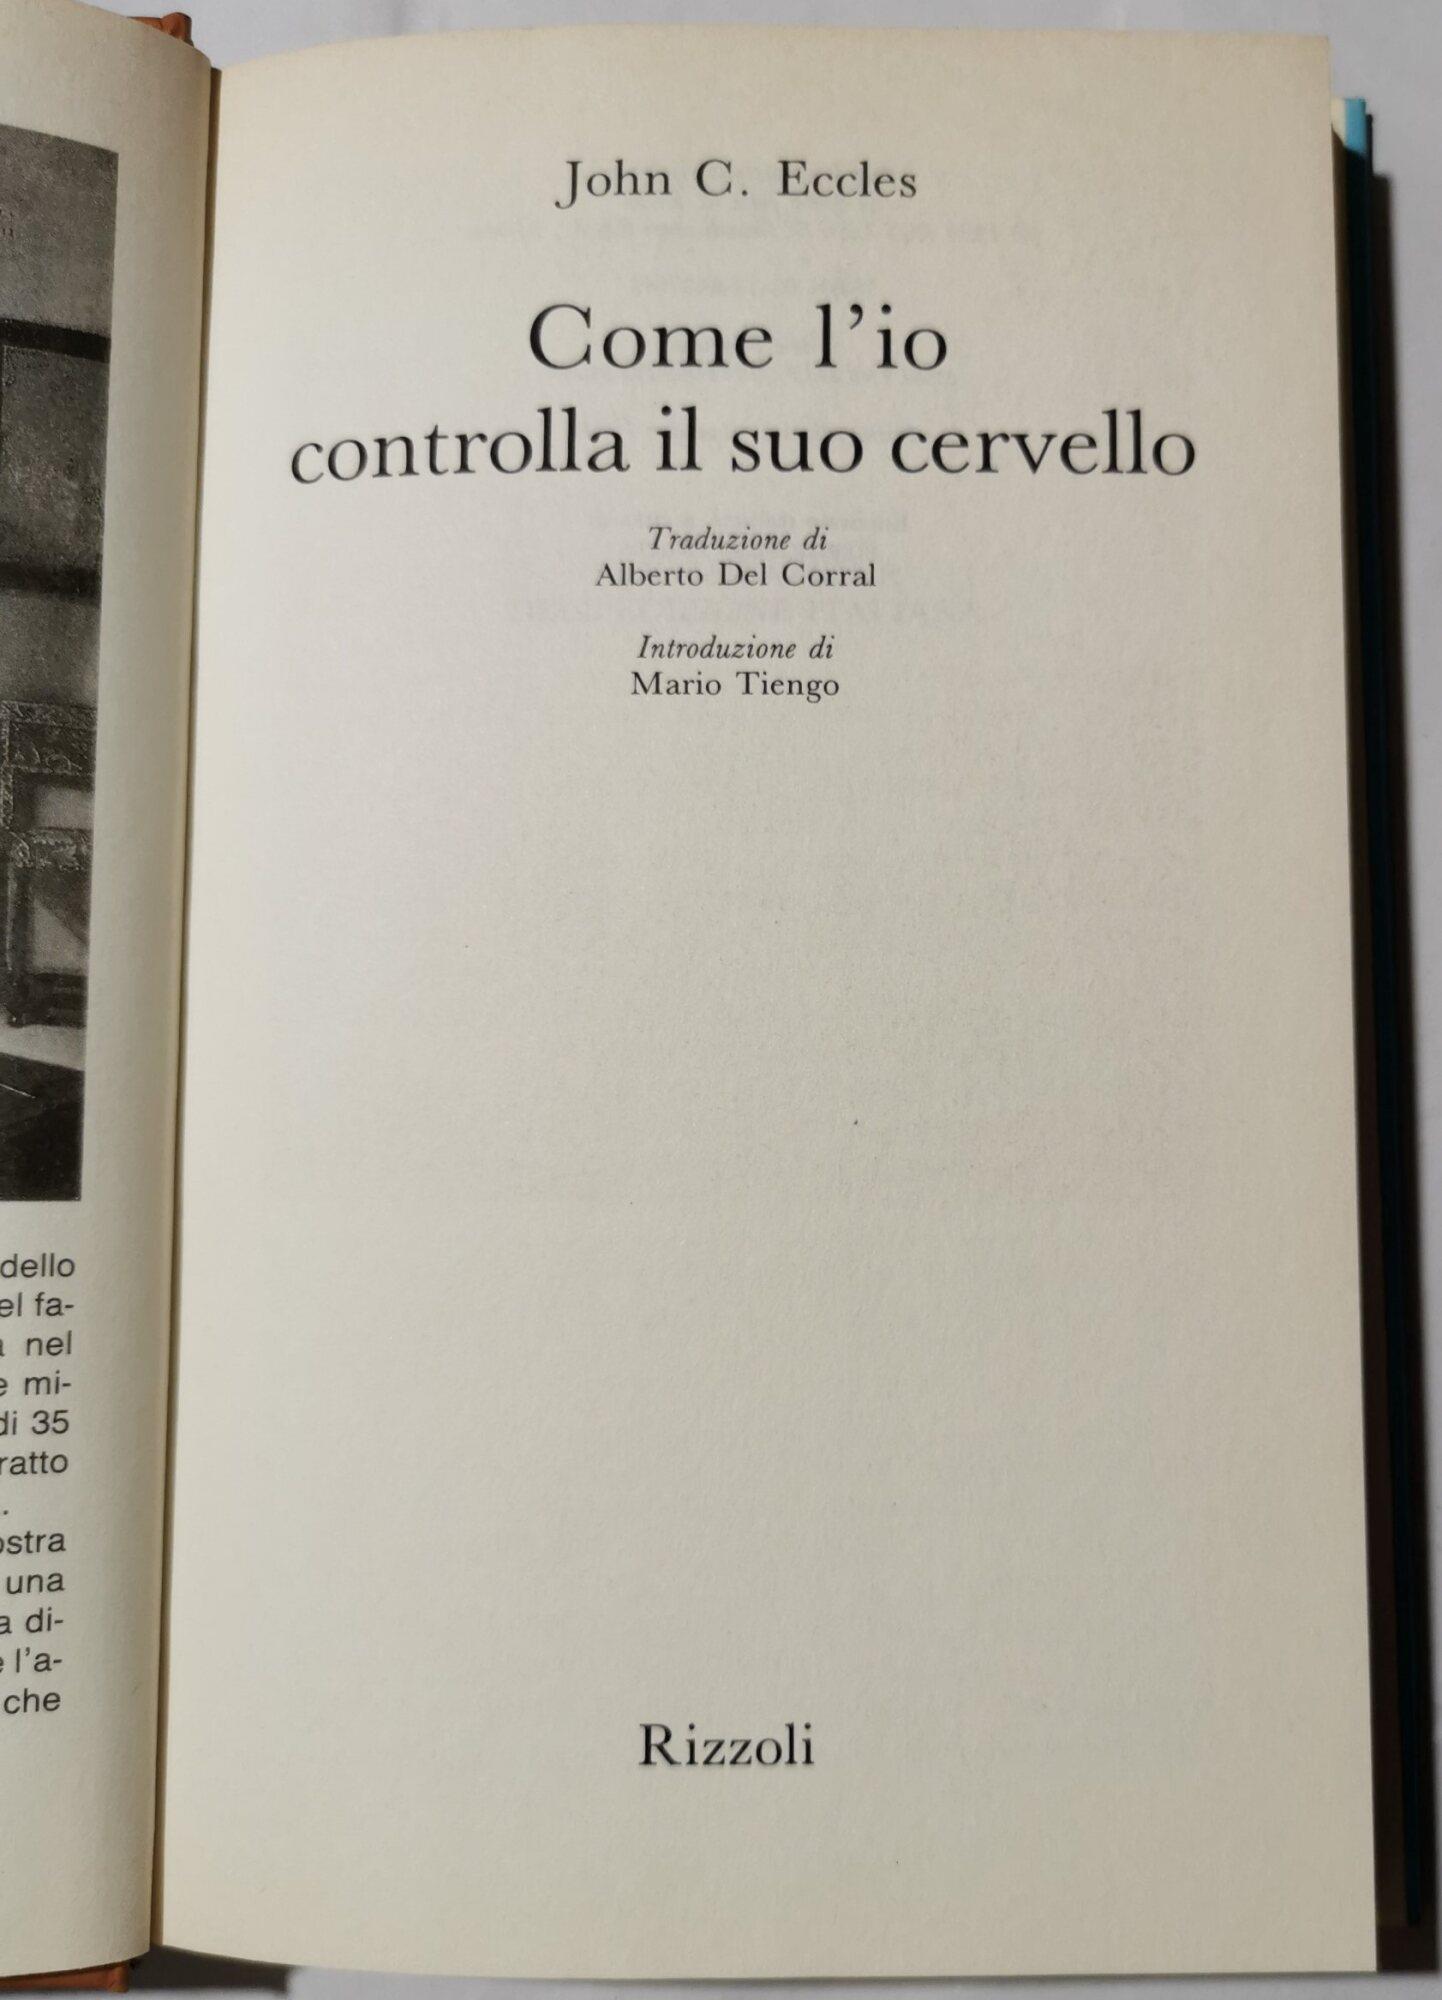 dello
el fa-
nel
mi-
di 35
ratto
.
ostra
una
a di-
e l'a-
che
John C. Eccles
Come l'io
controlla il suo cervello
Traduzione di
Alberto Del Corral
Introduzione di
Mario Tiengo
Rizzoli